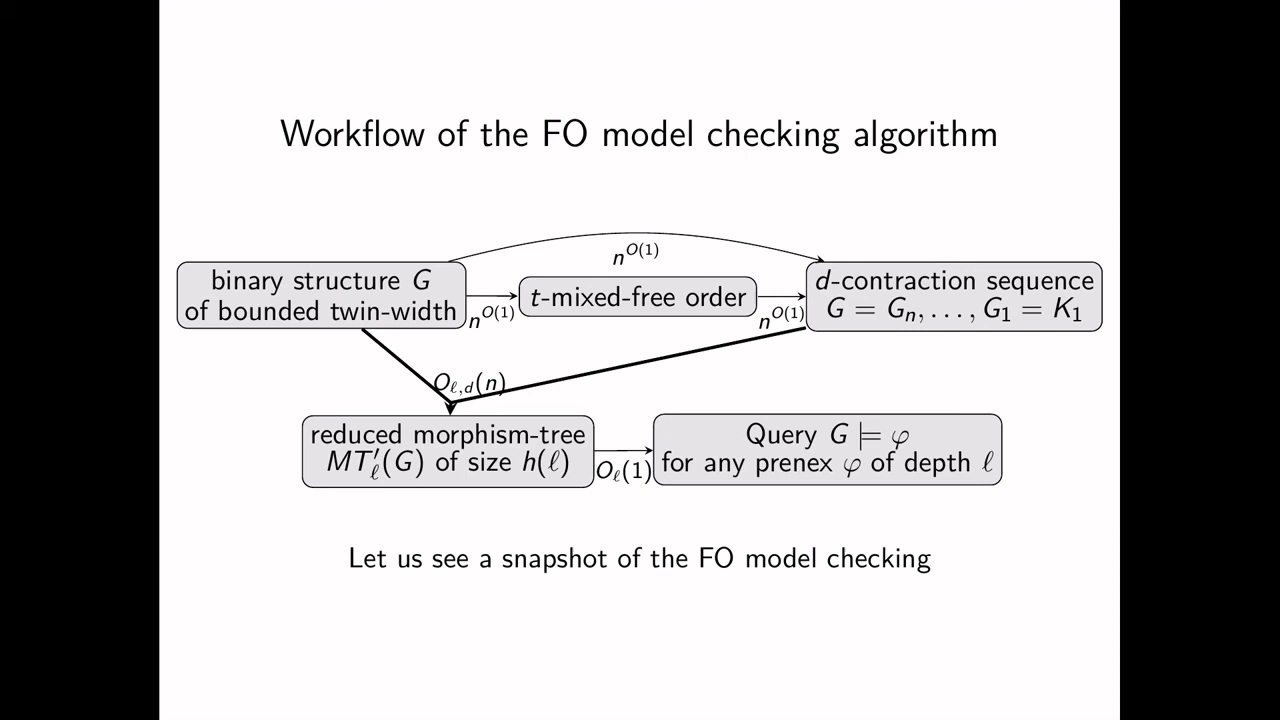 Workflow of the FO model checking algorithm
n^{O(1)}
binary structure G
of bounded twin-width
n^{O(1)}
t-mixed-free order
n^{O(1)}
d-contraction sequence
G = G_n, . . . , G_1 = K_1
O_{ℓ,d}(n)
reduced morphism-tree
MT'_ℓ(G) of size h(ℓ)
O_ℓ(1)
Query G ⊨ φ
for any prenex φ of depth ℓ
Let us see a snapshot of the FO model checking